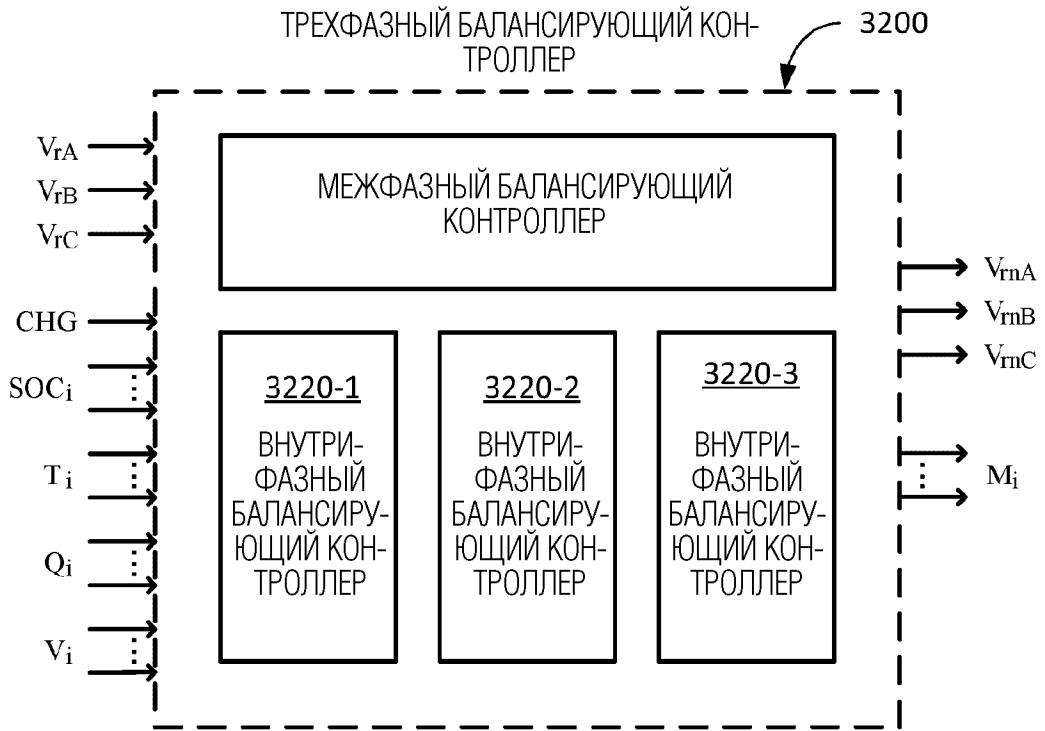 ТРЕХФАЗНЫЙ БАЛАНСИРУЮЩИЙ КОН-
ТРОЛЛЕР
3200
МЕЖФАЗНЫЙ БАЛАНСИРУЮЩИЙ
КОНТРОЛЛЕР
VrA
VrB
VrC
CHG
SOCi
Ti
Qi
Vi
3220-1
ВНУТРИ-
ФАЗНЫЙ
БАЛАНСИРУ-
ЮЩИЙ КОН-
ТРОЛЛЕР
3220-2
ВНУТРИ-
ФАЗНЫЙ
БАЛАНСИРУ-
ЮЩИЙ КОН-
ТРОЛЛЕР
3220-3
ВНУТРИ-
ФАЗНЫЙ
БАЛАНСИРУ-
ЮЩИЙ КОН-
ТРОЛЛЕР
VrnA
VrnB
VrnC
Mi